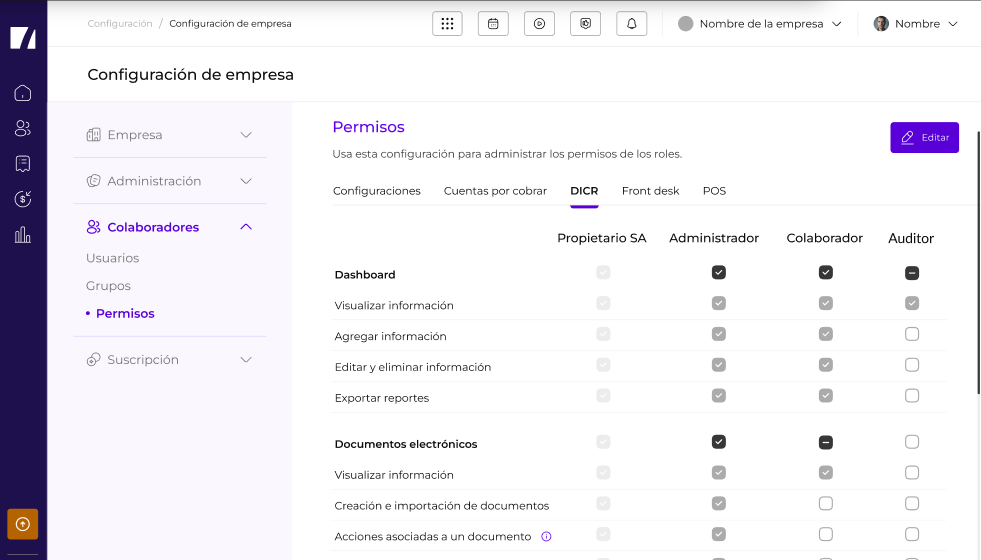 Configuración / Configuración de empresa
Nombre de la empresa
Nombre
Configuración de empresa
Empresa
Administración
Colaboradores
Usuarios
Grupos
• Permisos
Suscripción
Permisos
Editar
Usa esta configuración para administrar los permisos de los roles.
Configuraciones Cuentas por cobrar DICR Front desk POS
Propietario SA Administrador Colaborador Auditor
Dashboard
Visualizar información
Agregar información
Editar y eliminar información
Exportar reportes
Documentos electrónicos
Visualizar información
Creación e importación de documentos
Acciones asociadas a un documento